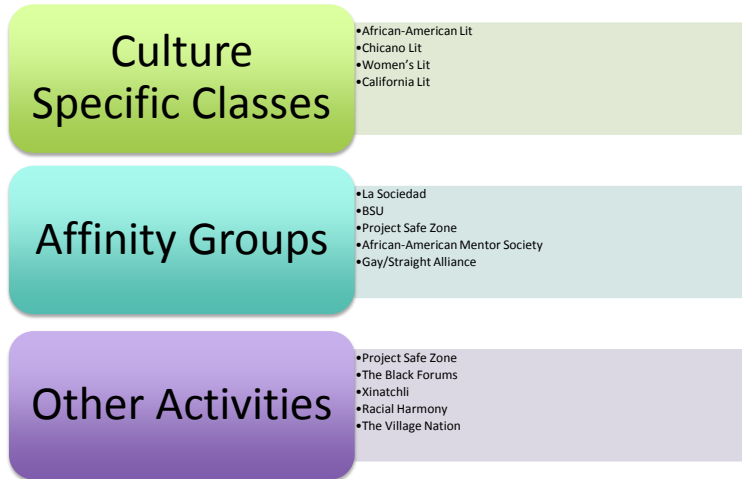 Culture
Specific Classes
•African-American Lit
•Chicano Lit
•Women's Lit
•California Lit
Affinity Groups
•La Sociedad
•BSU
•Project Safe Zone
•African-American Mentor Society
•Gay/Straight Alliance
Other Activities
•Project Safe Zone
•The Black Forums
•Xinatchli
•Racial Harmony
•The Village Nation